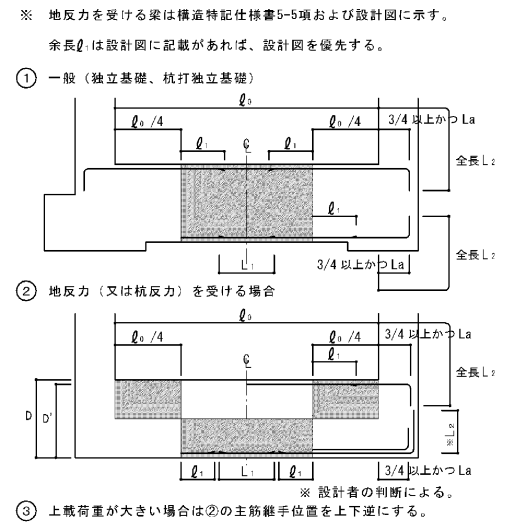 ※ 地反力を受ける梁は構造特記仕様書5-5項および設計図に示す。
余長ℓ₁は設計図に記載があれば、設計図を優先する。
① 一般（独立基礎、杭打独立基礎）
ℓ₀
ℓ₀ /4
ℓ₀ /4
3/4 以上かつ La
ℓ₁
℄
ℓ₁
全長L₂
ℓ₁
全長L₂
L₁
3/4 以上かつ La
② 地反力（又は杭反力）を受ける場合
ℓ₀
ℓ₀ /4
℄
ℓ₀ /4
3/4 以上かつ La
ℓ₁
全長L₂
D
D'
※L₂
ℓ₁
L₁
ℓ₁
3/4 以上かつ La
※ 設計者の判断による。
③ 上載荷重が大きい場合は②の主筋継手位置を上下逆にする。